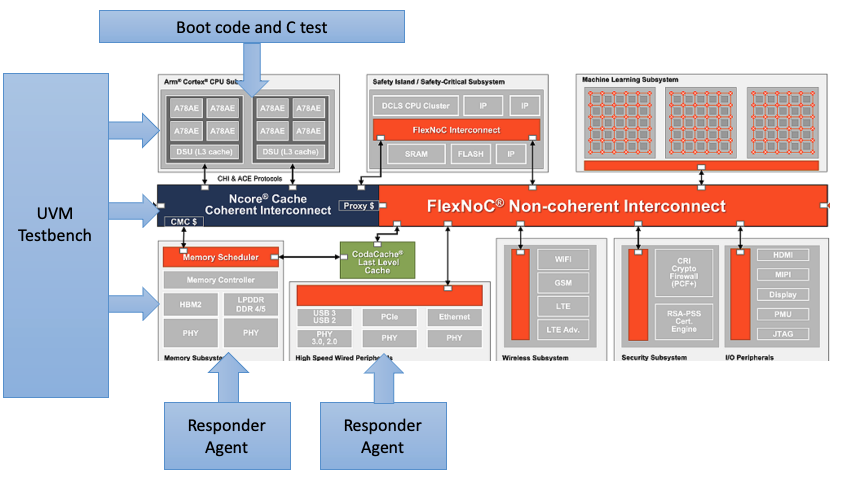 Boot code and C test
UVM
Testbench
Arm® Cortex® CPU Subs
A78AE A78AE A78AE A78AE
A78AE A78AE A78AE A78AE
DSU (L3 cache) DSU (L3 cache)
CHI & ACE Protocols
Safety Island / Safety-Critical Subsystem
DCLS CPU Cluster IP IP
FlexNoC Interconnect
SRAM FLASH IP
Machine Learning Subsystem
Ncore® Cache
Coherent Interconnect
Proxy $
CMC $
FlexNoC® Non-coherent Interconnect
Memory Scheduler
Memory Controller
HBM2
LPDDR
DDR 4/5
PHY PHY
Memory Subsystem
CodaCache®
Last Level
Cache
USB 3
USB 2
PCIe
Ethernet
PHY
3.0, 2.0
PHY
PHY
High Speed Wired Peripherals
WiFi
GSM
LTE
LTE Adv.
Wireless Subsystem
CRI
Crypto
Firewall
(PCF+)
RSA-PSS
Cert.
Engine
Security Subsystem
HDMI
MIPI
Display
PMU
JTAG
I/O Peripherals
Responder
Agent
Responder
Agent